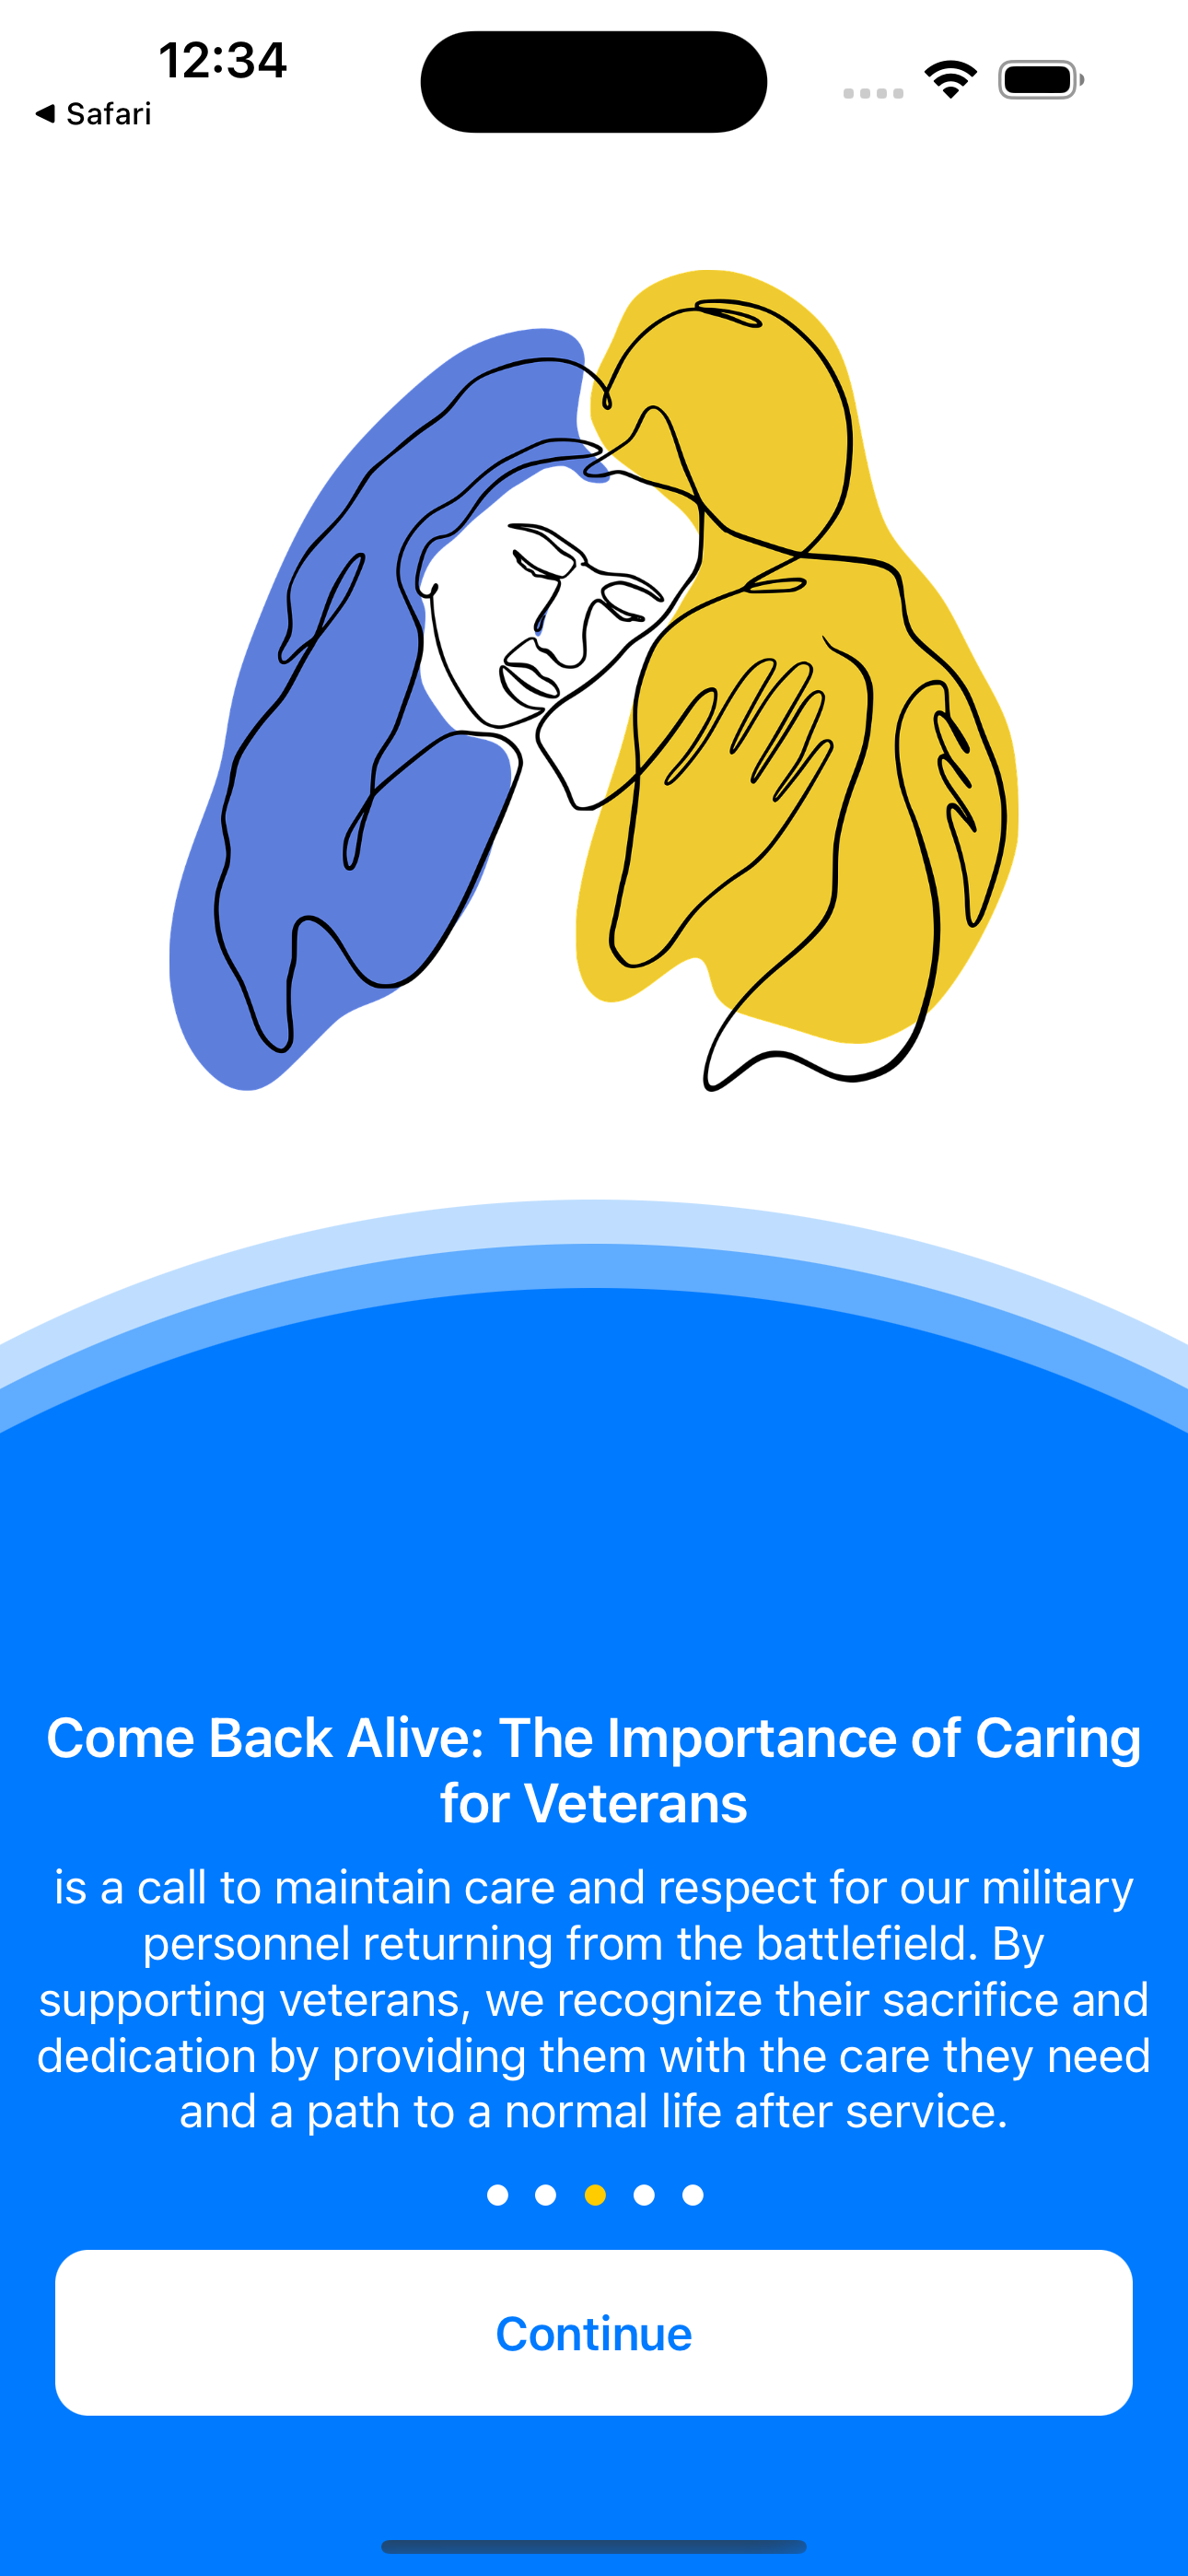 12:34
Safari
Come Back Alive: The Importance of Caring
for Veterans
is a call to maintain care and respect for our military
personnel returning from the battlefield. By
supporting veterans, we recognize their sacrifice and
dedication by providing them with the care they need
and a path to a normal life after service.
Continue